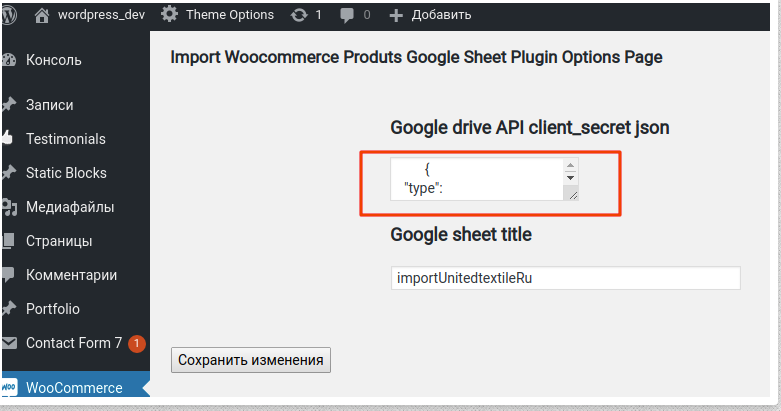 wordpress_dev Theme Options 1 0 + Добавить
Консоль
Записи
Testimonials
Static Blocks
Медиафайлы
Страницы
Комментарии
Portfolio
Contact Form 7 1
WooCommerce
Import Woocommerce Produts Google Sheet Plugin Options Page
Google drive API client_secret json
{
"type":
Google sheet title
importUnitedtextileRu
Сохранить изменения